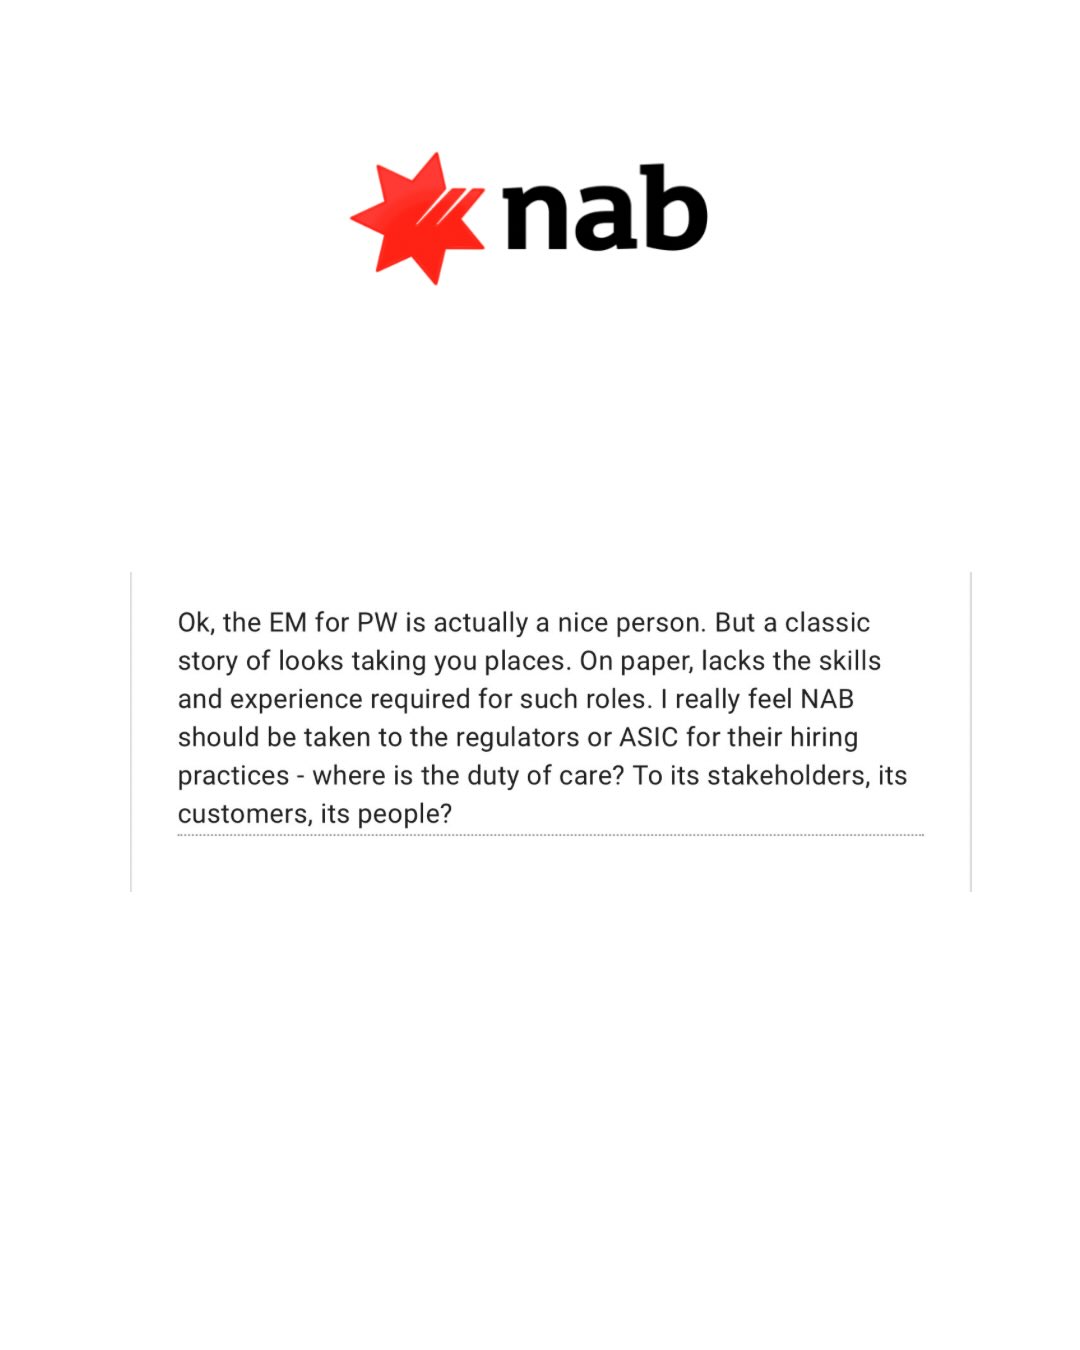 nab
Ok, the EM for PW is actually a nice person. But a classic
story of looks taking you places. On paper, lacks the skills
and experience required for such roles. I really feel NAB
should be taken to the regulators or ASIC for their hiring
practices - where is the duty of care? To its stakeholders, its
customers, its people?